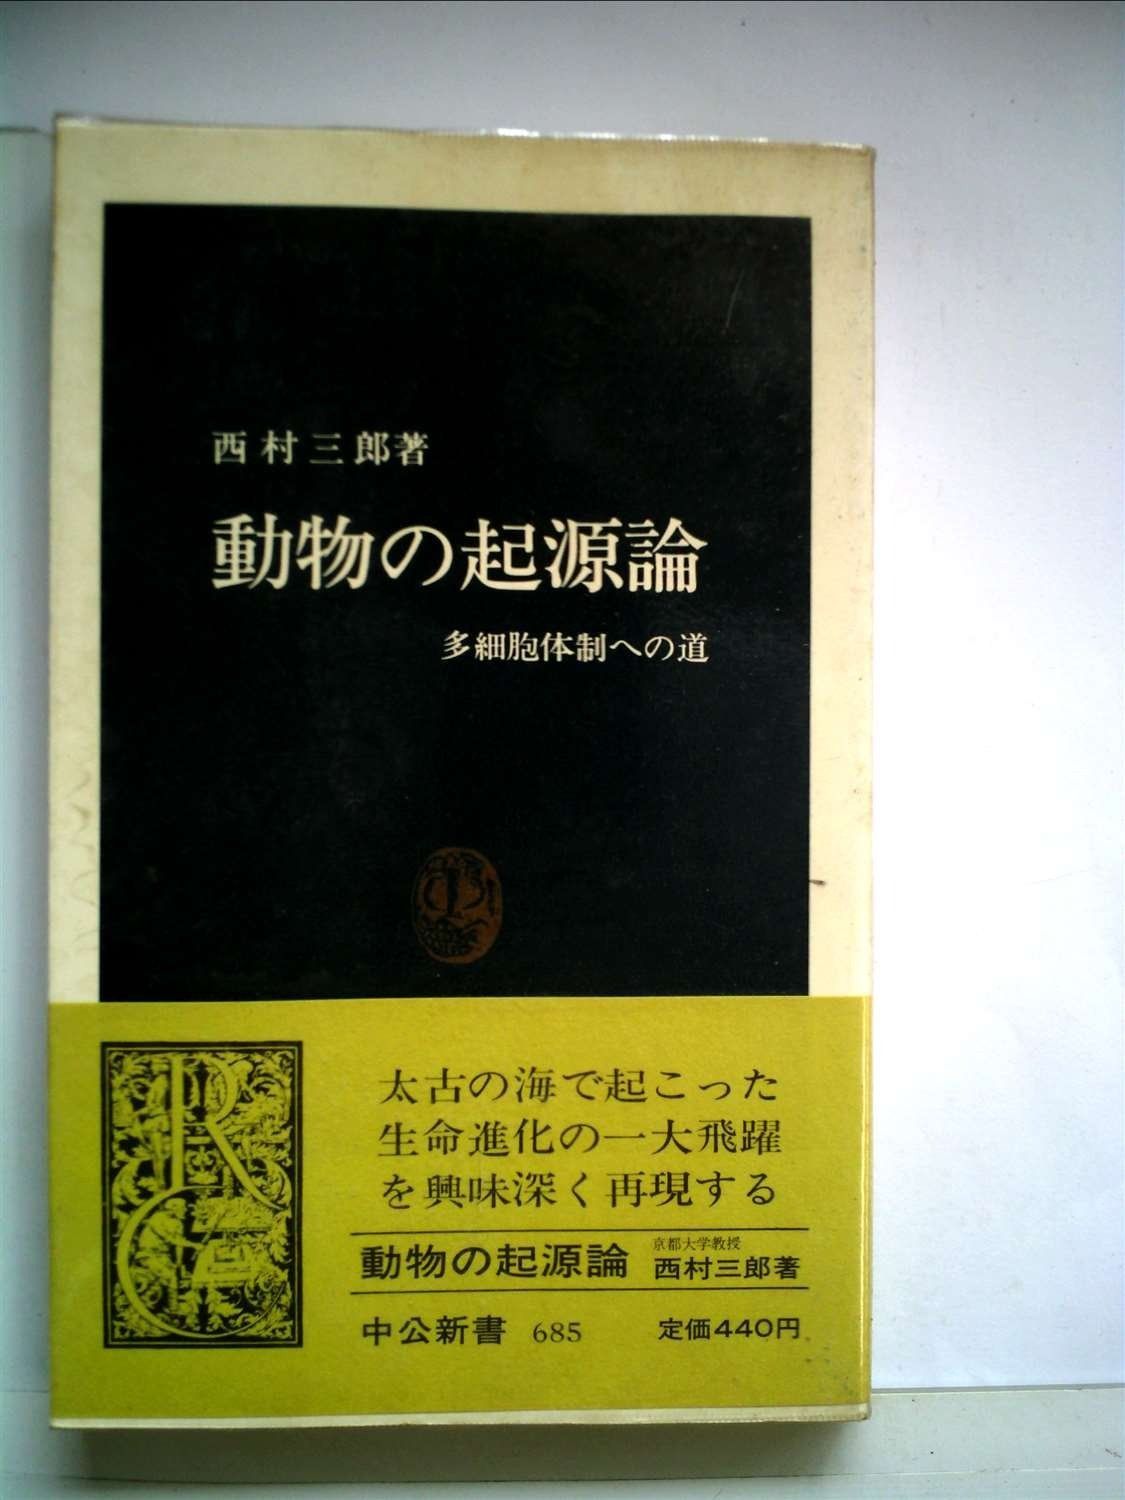 西村三郎著
動物の起源論
多細胞体制への道
太古の海で起こった
生命進化の一大飛躍
を興味深く再現する
動物の起源論
京都大学教授
西村三郎著
中公新書 685
定価440円